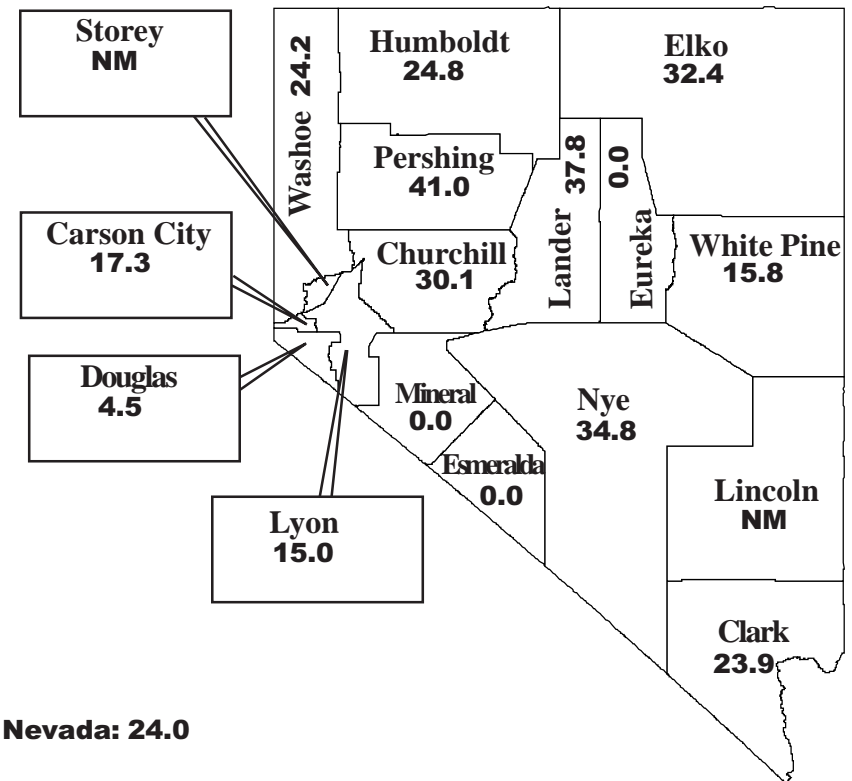 Storey
NM
Washoe 24.2
Humboldt
24.8
Elko
32.4
Pershing
41.0
Lander 37.8
Eureka 0.0
Carson City
17.3
Churchill
30.1
White Pine
15.8
Douglas
4.5
Mineral
0.0
Nye
34.8
Esmeralda
0.0
Lincoln
NM
Lyon
15.0
Clark
23.9
Nevada: 24.0